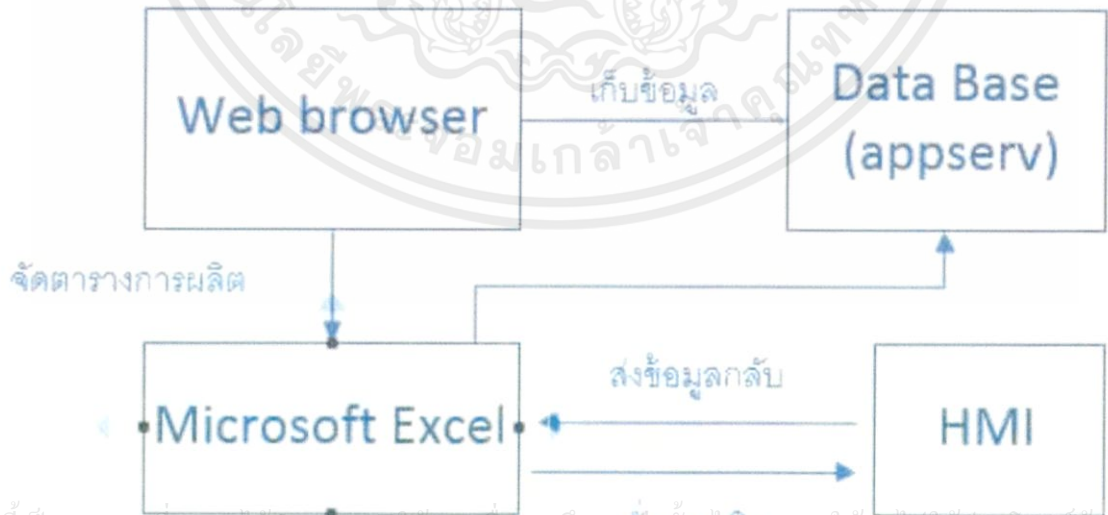 Web browser
เก็บข้อมูล
Data Base
(appserv)
จัดตารางการผลิต
Microsoft Excel
ส่งข้อมูลกลับ
HMI